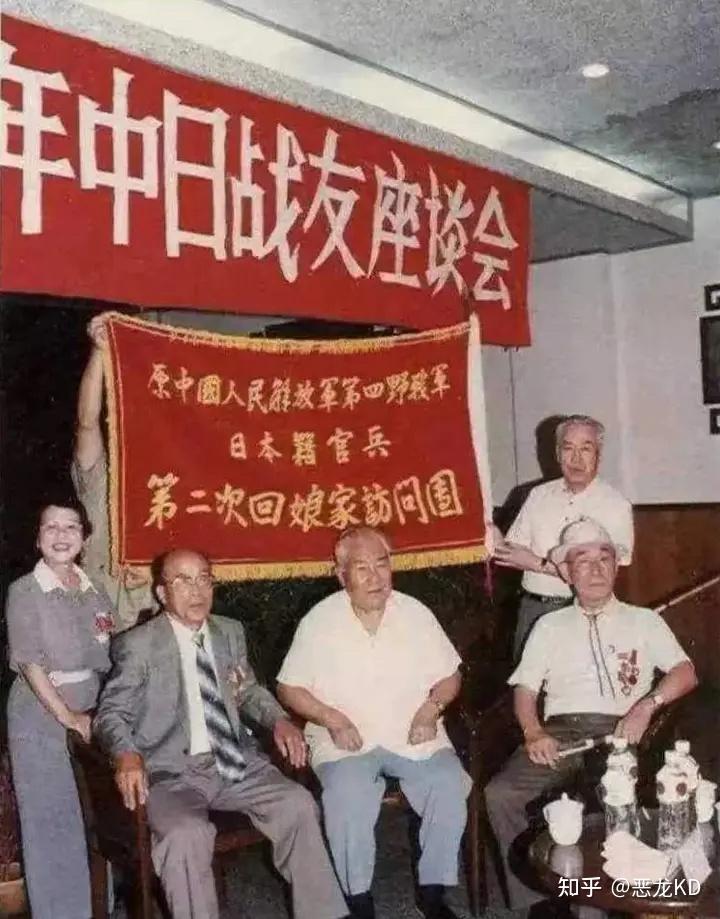 年中日战友座谈会
原中國人民解放軍第四野戰軍
日本籍官兵
第二次回娘家訪問團
知乎 @恶龙KD